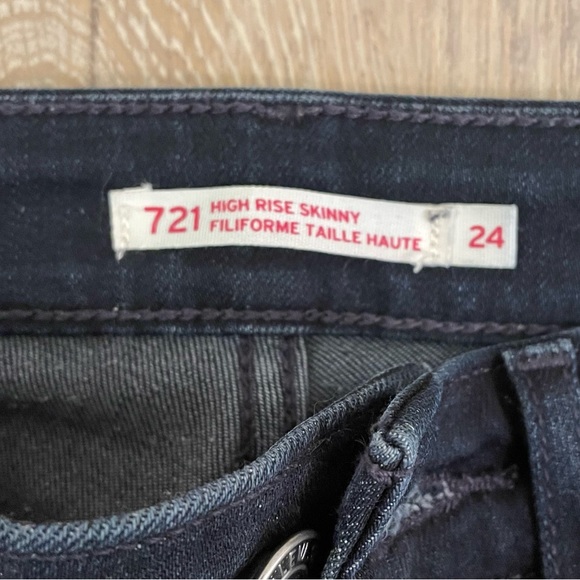 721
HIGH RISE SKINNY
FILIFORME TAILLE HAUTE
24